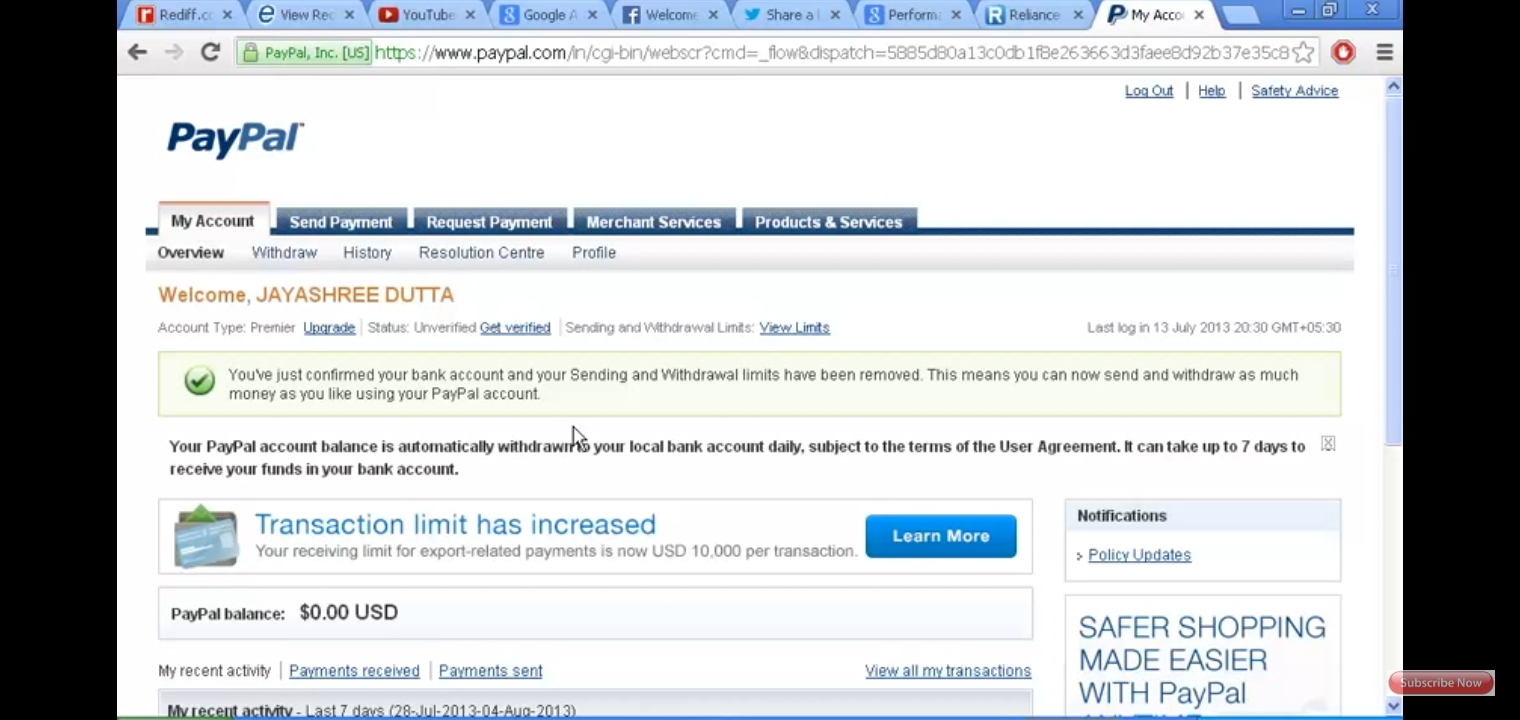 Rediff.co
View Rec
YouTube
Google A
Welcome
Share a l
Perform
Reliance
My Acco
PayPal, Inc. [US] https://www.paypal.com/in/cgi-bin/webscr?cmd=_flow&dispatch=5885d80a13c0db1f8e263663d3faee8d92b37e35c8
Log Out | Help | Safety Advice
PayPal™
My Account Send Payment Request Payment Merchant Services Products & Services
Overview Withdraw History Resolution Centre Profile
Welcome, JAYASHREE DUTTA
Account Type: Premier Upgrade | Status: Unverified Get verified | Sending and Withdrawal Limits: View Limits
Last log in 13 July 2013 20:30 GMT+05:30
You've just confirmed your bank account and your Sending and Withdrawal limits have been removed. This means you can now send and withdraw as much
money as you like using your PayPal account.
Your PayPal account balance is automatically withdrawn to your local bank account daily, subject to the terms of the User Agreement. It can take up to 7 days to
receive your funds in your bank account.
Transaction limit has increased
Your receiving limit for export-related payments is now USD 10,000 per transaction.
Learn More
Notifications
> Policy Updates
PayPal balance: $0.00 USD
SAFER SHOPPING
MADE EASIER
WITH PayPal
My recent activity | Payments received | Payments sent
View all my transactions
My recent activity - Last 7 days (28-Jul-2013-04-Aug-2013)
Subscribe Now